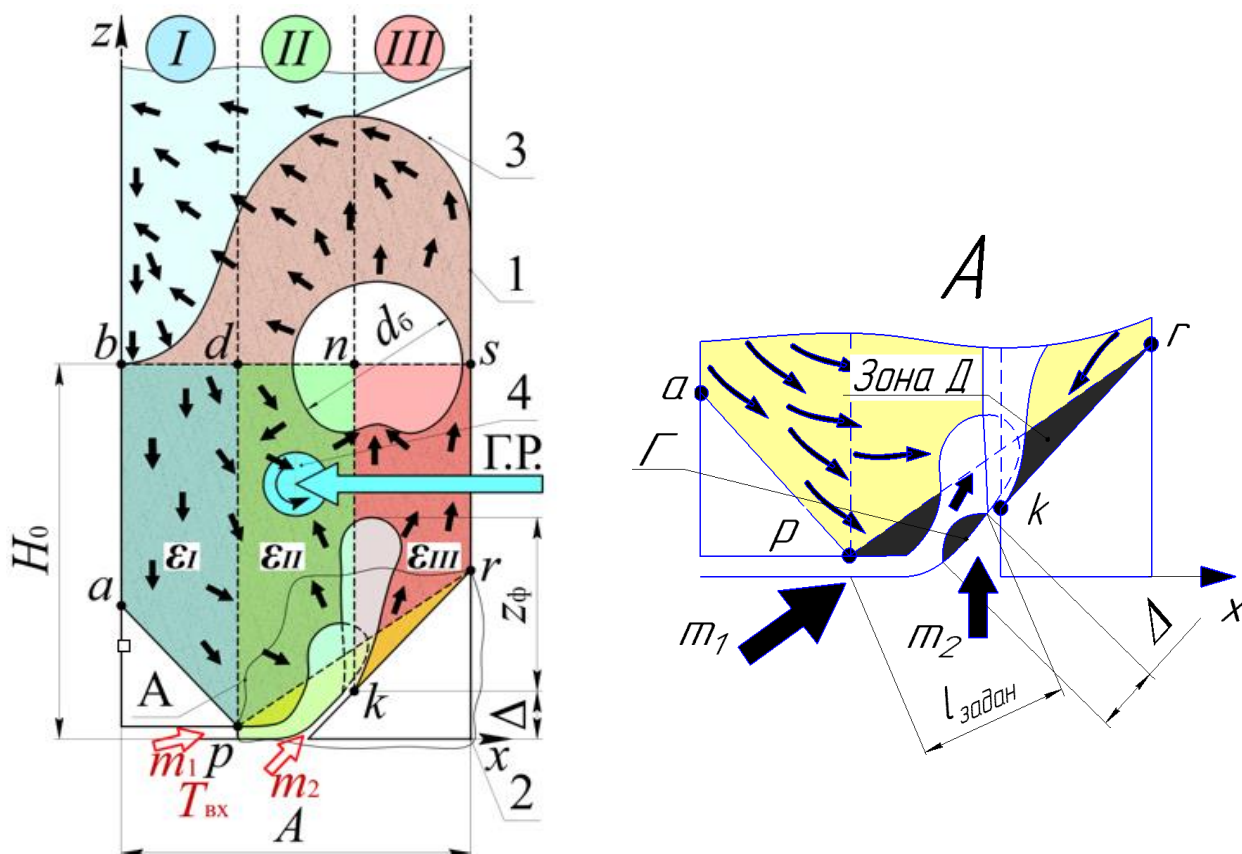 z
I
II
III
3
1
b
d
n
s
dб
4
Г.Р.
H₀
εI
εII
εIII
r
a
zф
A
k
Δ
m₁
p
m₂
x
Tвх
2
A
A
r
a
Зона Д
Г
k
p
x
m₁
m₂
Δ
lзадан